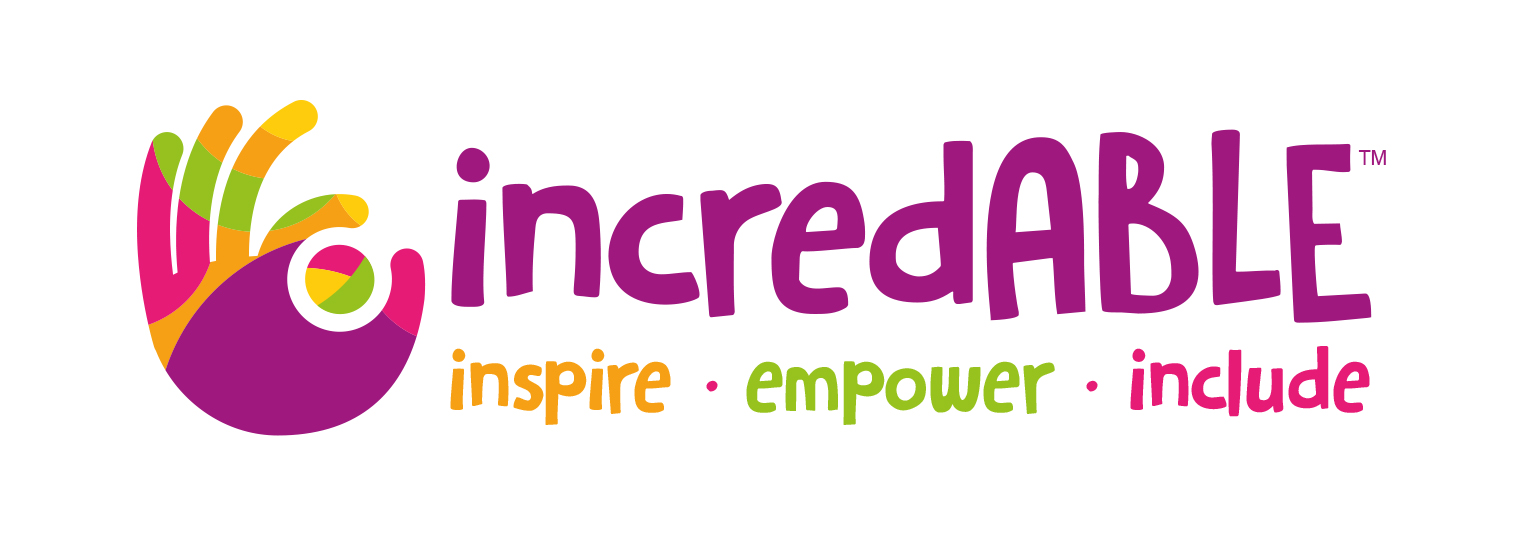 incredABLE™
inspire · empower · include